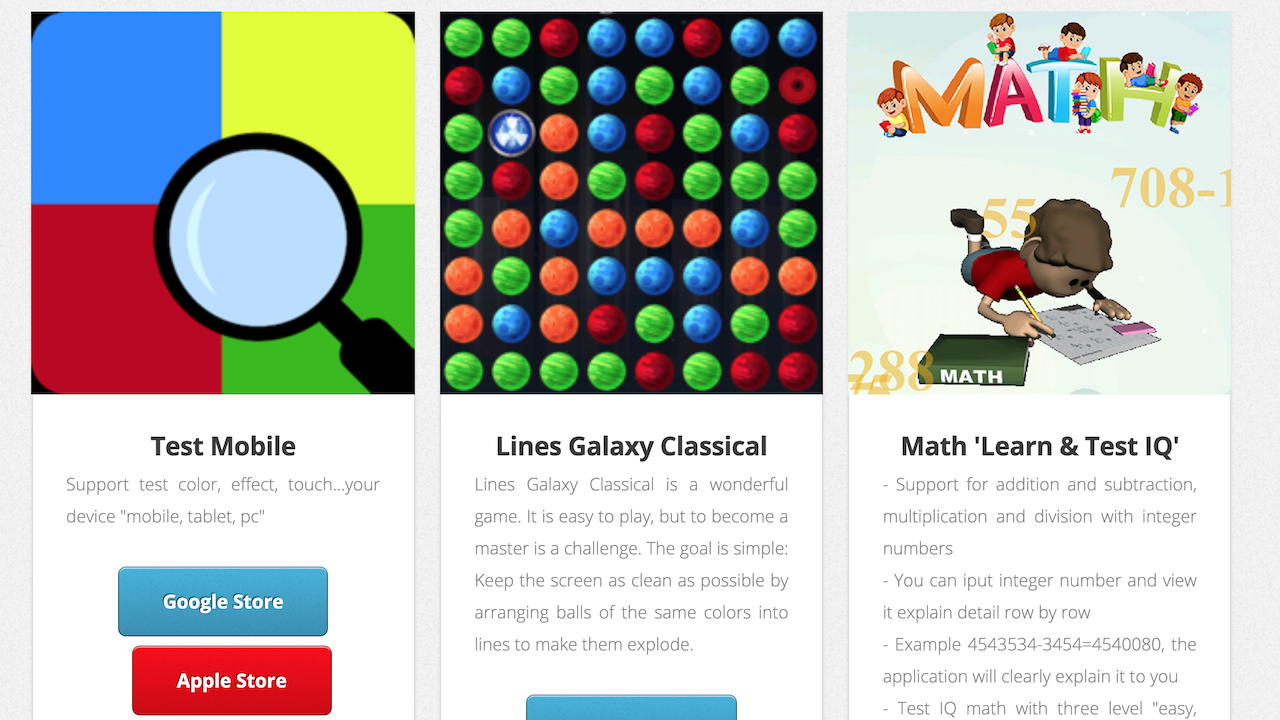 MATH
708-1
55
288
MATH
Test Mobile
Support test color, effect, touch...your
device "mobile, tablet, pc"
Google Store
Apple Store
Lines Galaxy Classical
Lines Galaxy Classical is a wonderful
game. It is easy to play, but to become a
master is a challenge. The goal is simple:
Keep the screen as clean as possible by
arranging balls of the same colors into
lines to make them explode.
Math 'Learn & Test IQ'
- Support for addition and subtraction,
multiplication and division with integer
numbers
- You can iput integer number and view
it explain detail row by row
- Example 4543534-3454=4540080, the
application will clearly explain it to you
- Test IQ math with three level "easy,